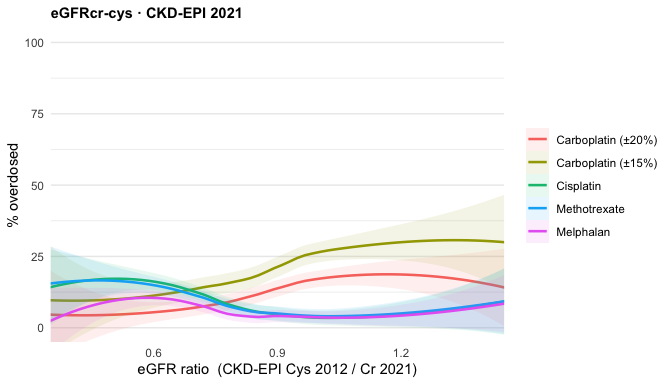 eGFRcr-cys · CKD-EPI 2021
100
75
50
25
0
% overdosed
0.6 0.9 1.2
eGFR ratio (CKD-EPI Cys 2012 / Cr 2021)
Carboplatin (±20%)
Carboplatin (±15%)
Cisplatin
Methotrexate
Melphalan